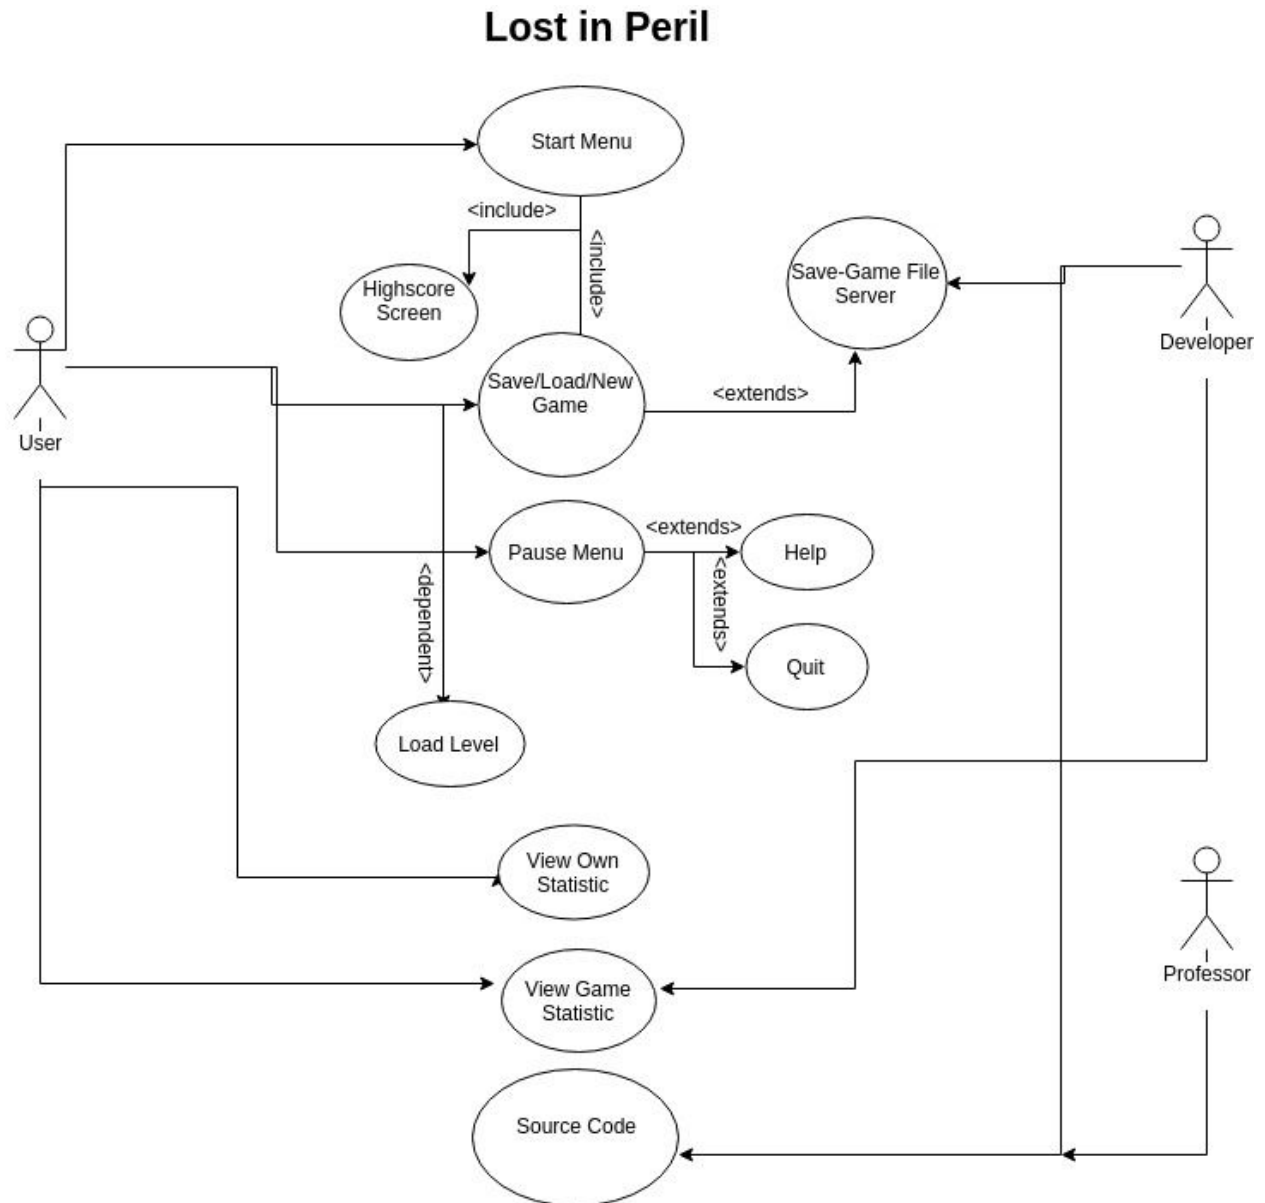 Lost in Peril
Start Menu
<include>
<include>
Highscore
Screen
Save-Game File
Server
Developer
User
Save/Load/New
Game
<extends>
Pause Menu
<extends>
<extends>
Help
Quit
<dependent>
Load Level
View Own
Statistic
View Game
Statistic
Professor
Source Code